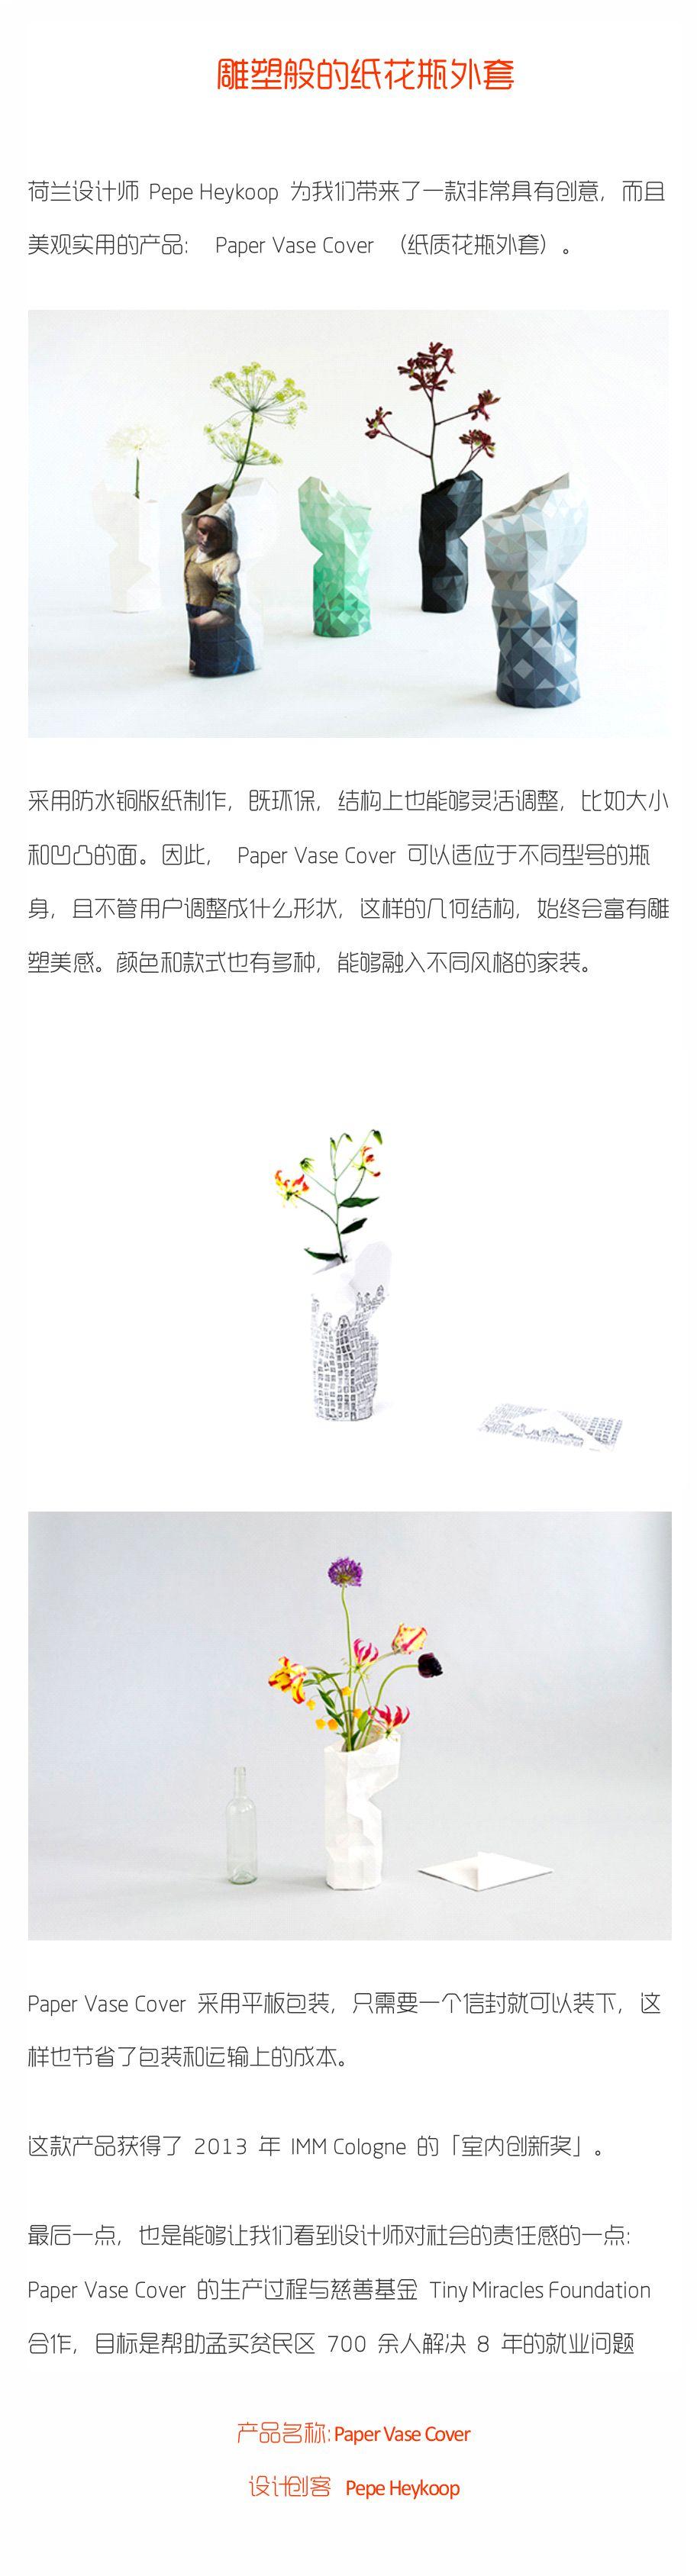 雕塑般的纸花瓶外套
荷兰设计师 Pepe Heykoop 为我们带来了一款非常具有创意，而且
美观实用的产品： Paper Vase Cover （纸质花瓶外套）。
采用防水铜版纸制作，既环保，结构上也能够灵活调整，比如大小
和凹凸的面。因此， Paper Vase Cover 可以适应于不同型号的瓶
身，且不管用户调整成什么形状，这样的几何结构，始终会富有雕
塑美感。颜色和款式也有多种，能够融入不同风格的家装。
Paper Vase Cover 采用平板包装，只需要一个信封就可以装下，这
样也节省了包装和运输上的成本。
这款产品获得了 2013 年 IMM Cologne 的「室内创新奖」。
最后一点，也是能够让我们看到设计师对社会的责任感的一点：
Paper Vase Cover 的生产过程与慈善基金 Tiny Miracles Foundation
合作，目标是帮助孟买贫民区 700 余人解决 8 年的就业问题
产品名称: Paper Vase Cover
设计创客 Pepe Heykoop